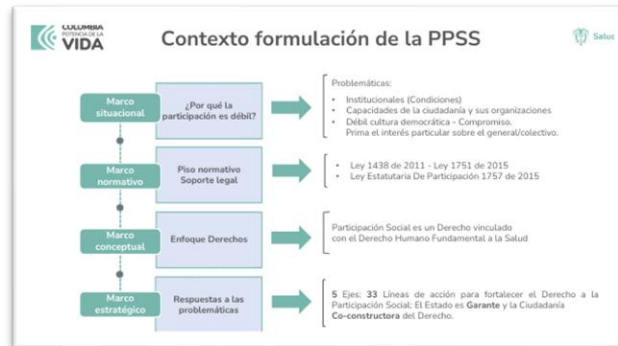 COLOMBIA
POTENCIA DE LA
VIDA
Contexto formulación de la PPSS
Salud
Marco
situacional
¿Por qué la
participación es débil?
Problemáticas:
• Institucionales (Condiciones)
• Capacidades de la ciudadanía y sus organizaciones
• Débil cultura democrática - Compromiso.
Prima el interés particular sobre el general/colectivo.
Marco
normativo
Piso normativo
Soporte legal
• Ley 1438 de 2011 - Ley 1751 de 2015
• Ley Estatutaria De Participación 1757 de 2015
Marco
conceptual
Enfoque Derechos
Participación Social es un Derecho vinculado
con el Derecho Humano Fundamental a la Salud
Marco
estratégico
Respuestas a las
problemáticas
5 Ejes: 33 Líneas de acción para fortalecer el Derecho a la
Participación Social; El Estado es Garante y la Ciudadanía
Co-constructora del Derecho.